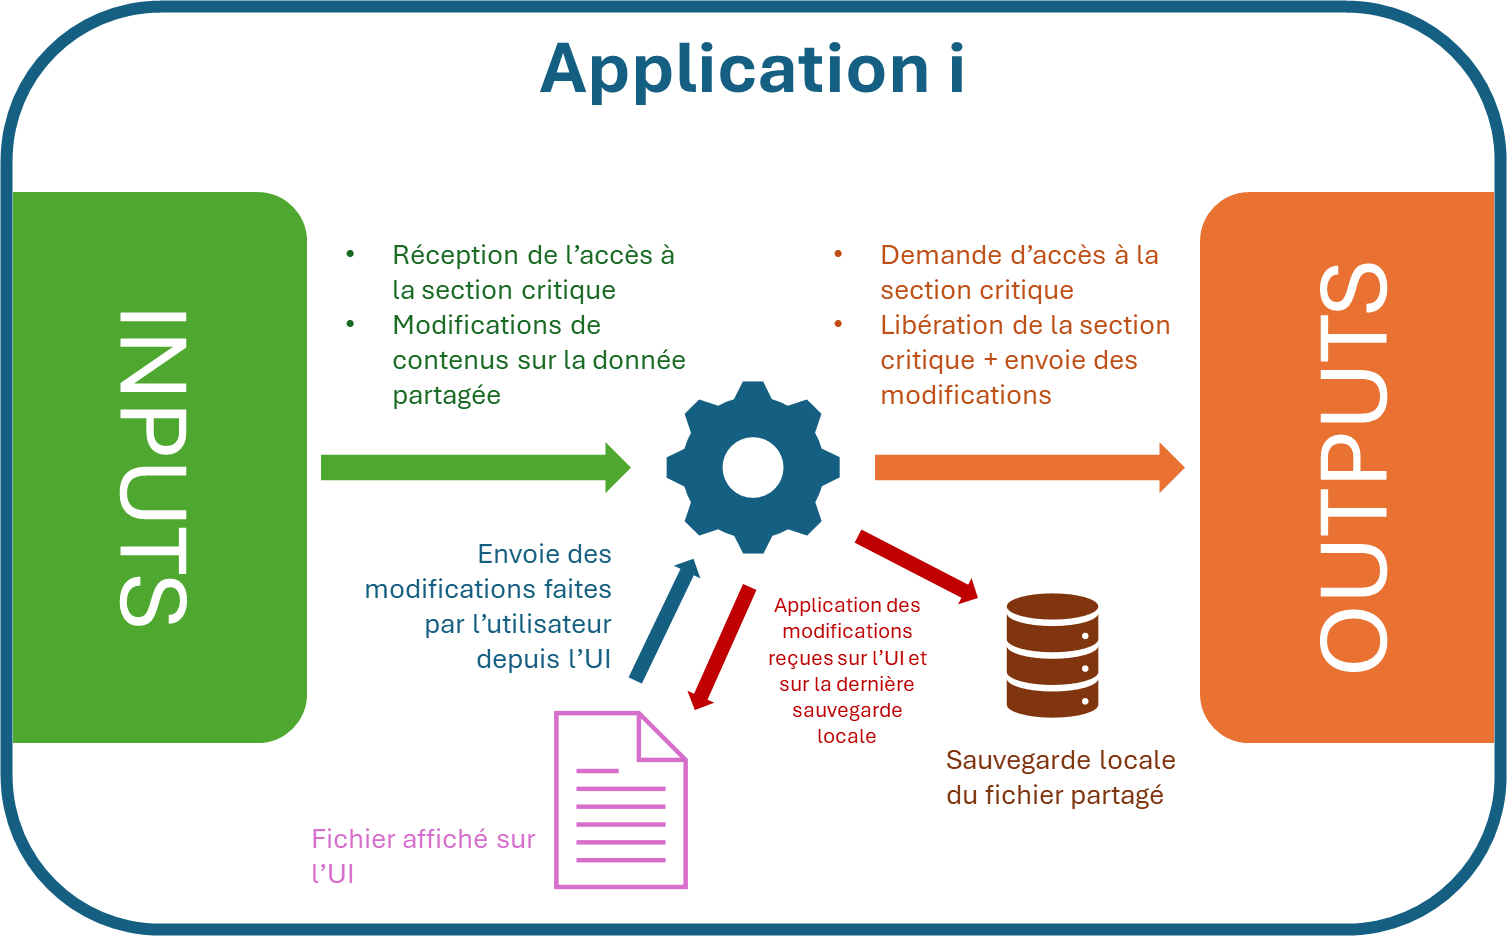 Application i
INPUTS
• Réception de l’accès à
la section critique
• Modifications de
contenus sur la donnée
partagée
• Demande d’accès à la
section critique
• Libération de la section
critique + envoie des
modifications
OUTPUTS
Envoie des
modifications faites
par l’utilisateur
depuis l’UI
Application des
modifications
reçues sur l’UI et
sur la dernière
sauvegarde
locale
Sauvegarde locale
du fichier partagé
Fichier affiché sur
l’UI